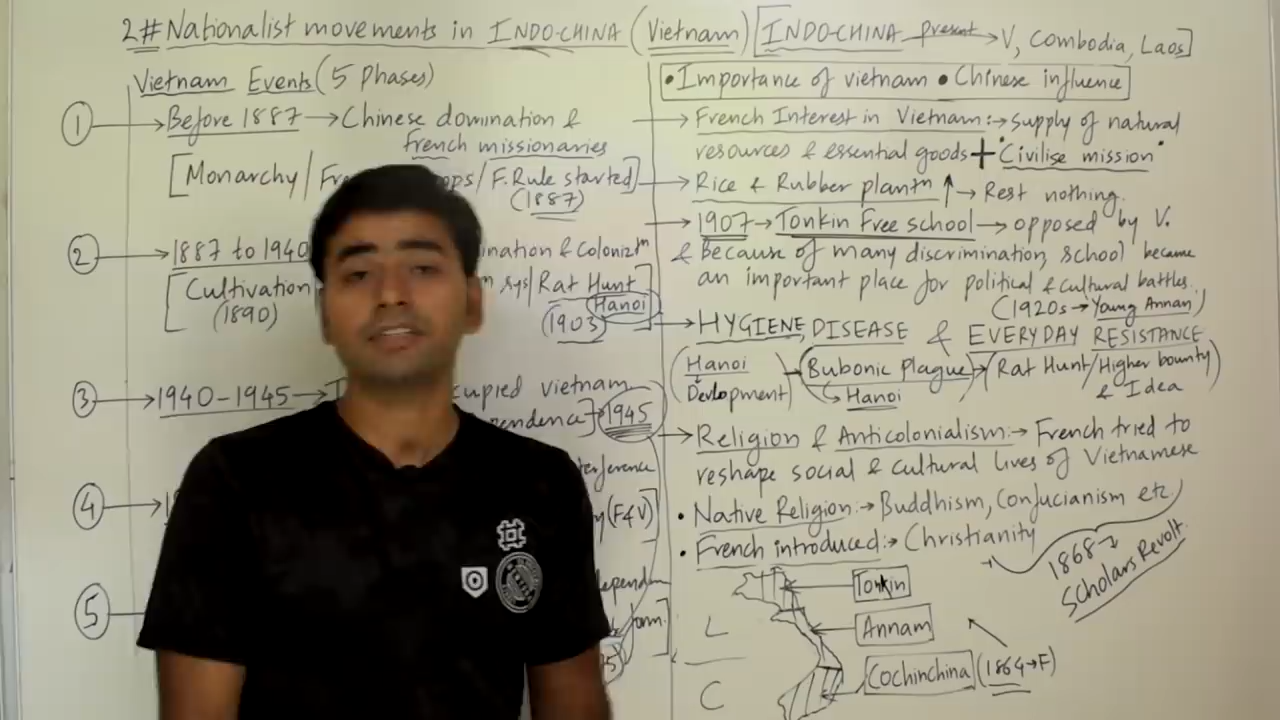 2# Nationalist movements in INDO-CHINA (Vietnam) [INDO-CHINA present → V, Combodia, Laos]
Vietnam Events (5 Phases)
1 → Before 1887 → Chinese domination &
French missionaries
[Monarchy/ /F. Rule started]
(1887)
2 → 1887 to 1940 & Colonizn
[Cultivation Rat Hunt]
(1890) (1903) Hanoi
3 → 1940-1945 → Vietnam
] → 1945
4 →
(F&V)]
5
• Importance of vietnam • Chinese influence
→ French Interest in Vietnam:→ Supply of natural
resources & essential goods + "Civilise mission"
→ Rice & Rubber plantn ↑ → Rest nothing.
→ 1907 → Tonkin Free school → opposed by V.
& Because of many discrimination, school became
an important place for political & cultural battles.
(1920s → Young Annan)
→ HYGIENE, DISEASE & EVERYDAY RESISTANCE
(Hanoi Devlopment) → (Bubonic plague) → (Rat Hunt/Higher bounty & Idea)
→ Hanoi
→ Religion & Anticolonialism:→ French tried to
reshape social & cultural lives of Vietnamese
• Native Religion:→ Buddhism, Confucianism etc.
• French introduced:→ Christianity
1868 →
Scholars Revolt.
Tonkin
L Annam
C Cochinchina (1864→F)